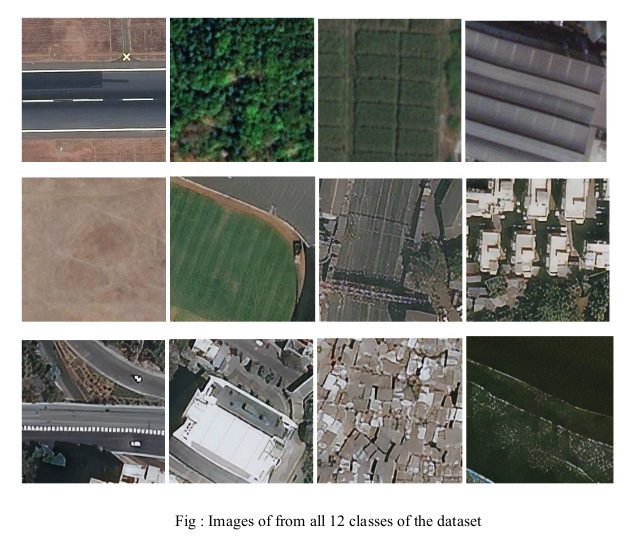 Fig : Images of from all 12 classes of the dataset